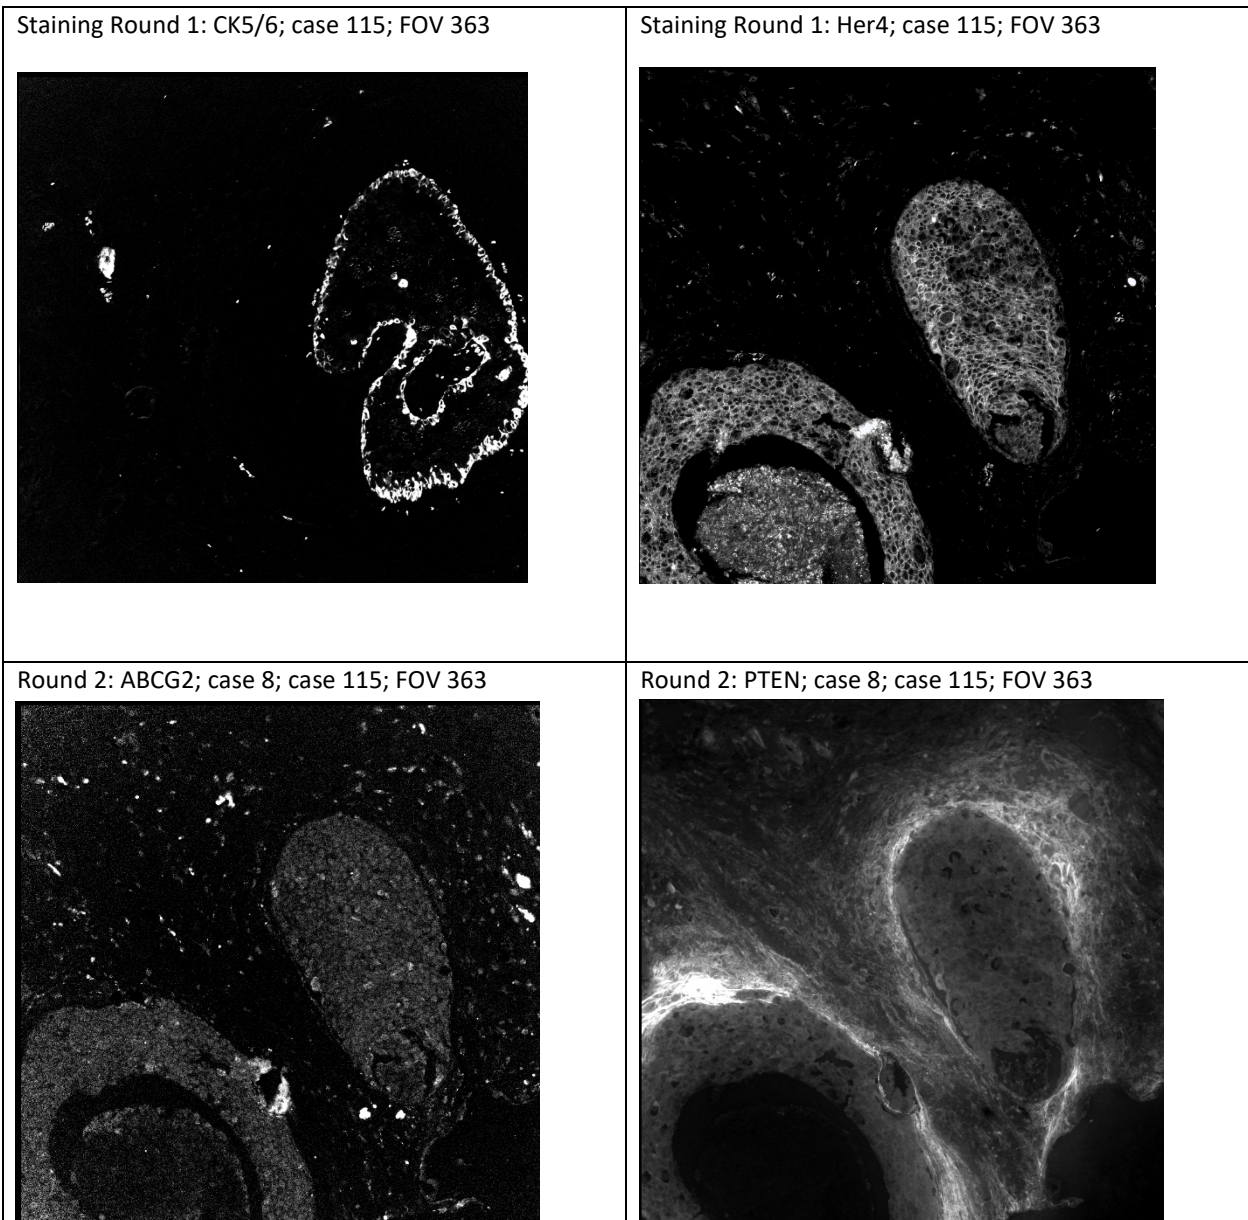 Staining Round 1: CK5/6; case 115; FOV 363
Staining Round 1: Her4; case 115; FOV 363
Round 2: ABCG2; case 8; case 115; FOV 363
Round 2: PTEN; case 8; case 115; FOV 363